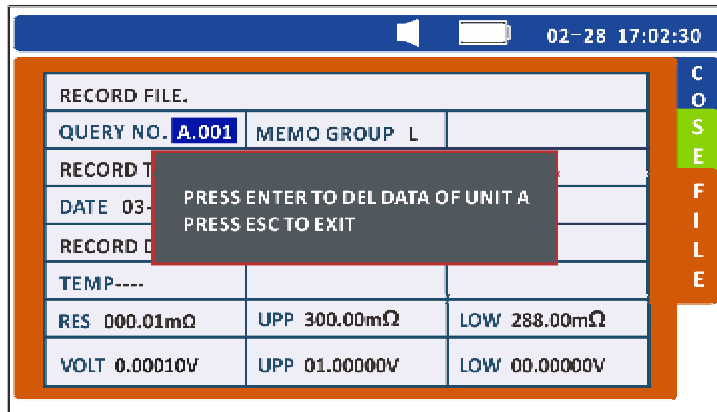 02-28 17:02:30
RECORD FILE.
QUERY NO. A.001 MEMO GROUP L
RECORD T
DATE 03-
RECORD D
PRESS ENTER TO DEL DATA OF UNIT A
PRESS ESC TO EXIT
TEMP----
RES 000.01mΩ UPP 300.00mΩ LOW 288.00mΩ
VOLT 0.00010V UPP 01.00000V LOW 00.00000V
C
O
S
E
F
I
L
E